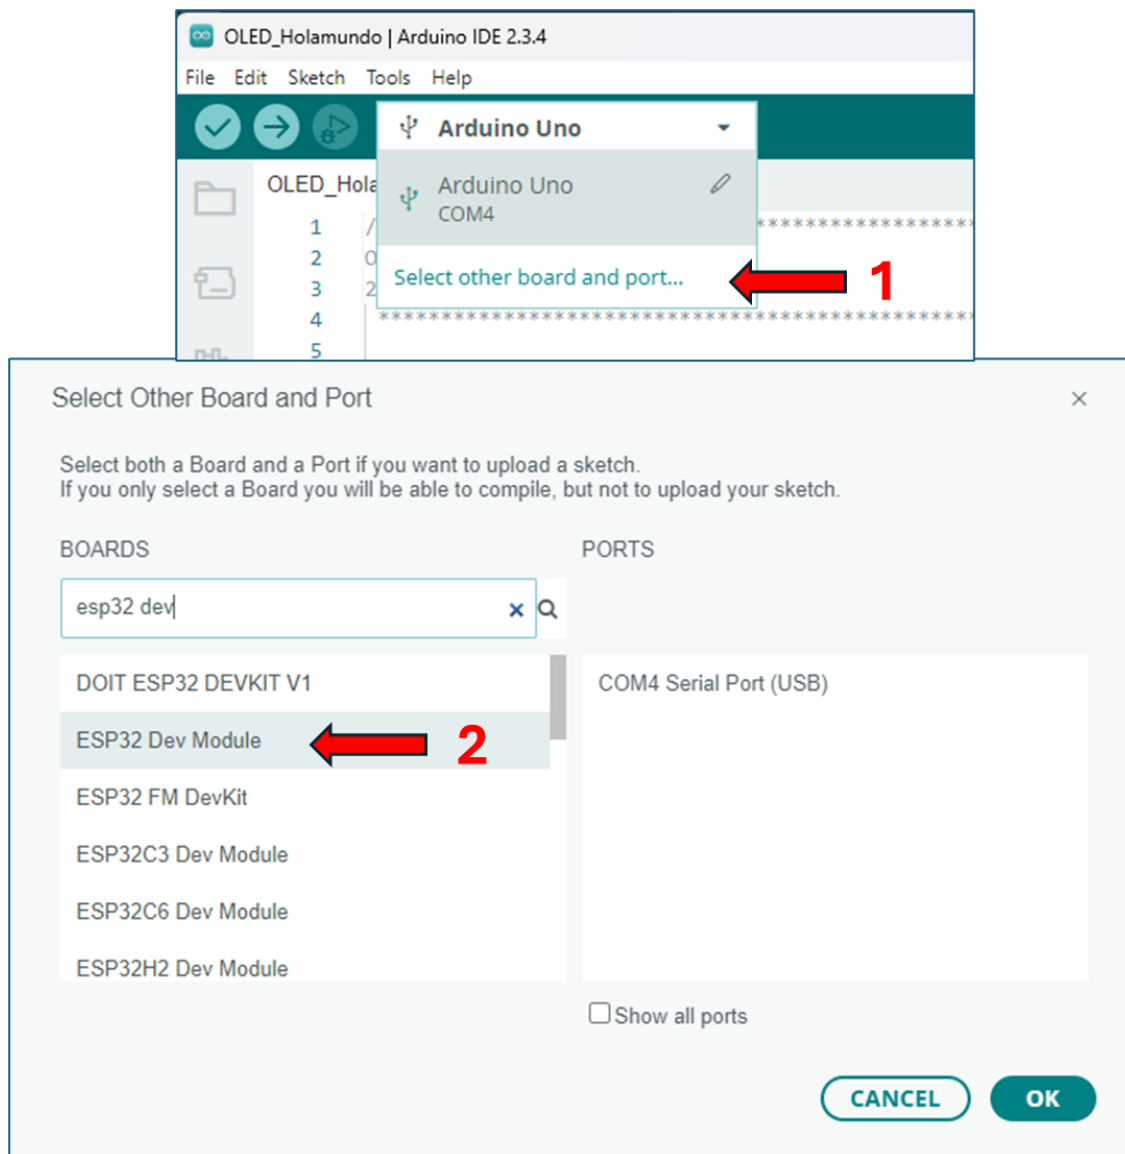 OLED_Holamundo | Arduino IDE 2.3.4
File Edit Sketch Tools Help
Arduino Uno
OLED_Hola
Arduino Uno
COM4
1 / ******************
2 O
Select other board and port...
1
3 2
4 ************************************************
5
Select Other Board and Port
Select both a Board and a Port if you want to upload a sketch.
If you only select a Board you will be able to compile, but not to upload your sketch.
BOARDS
PORTS
esp32 dev
DOIT ESP32 DEVKIT V1
COM4 Serial Port (USB)
ESP32 Dev Module
2
ESP32 FM DevKit
ESP32C3 Dev Module
ESP32C6 Dev Module
ESP32H2 Dev Module
Show all ports
CANCEL
OK